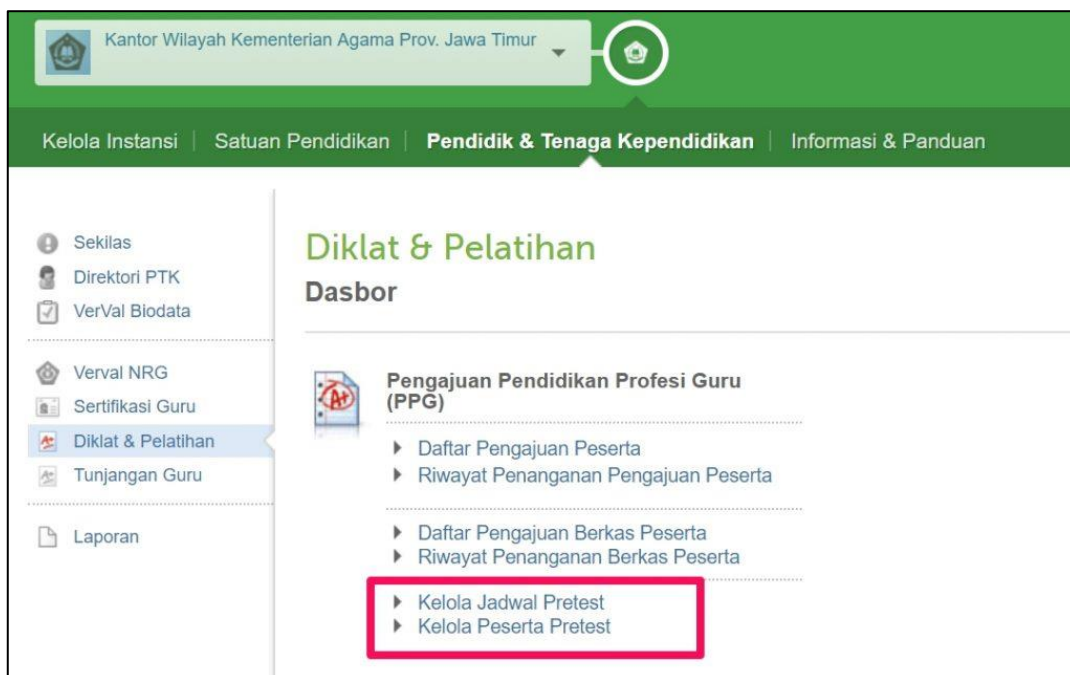 Kantor Wilayah Kementerian Agama Prov. Jawa Timur
Kelola Instansi | Satuan Pendidikan | Pendidik & Tenaga Kependidikan | Informasi & Panduan
Sekilas
Direktori PTK
VerVal Biodata
Verval NRG
Sertifikasi Guru
Diklat & Pelatihan
Tunjangan Guru
Laporan
Diklat & Pelatihan
Dasbor
A+
Pengajuan Pendidikan Profesi Guru
(PPG)
Daftar Pengajuan Peserta
Riwayat Penanganan Pengajuan Peserta
Daftar Pengajuan Berkas Peserta
Riwayat Penanganan Berkas Peserta
Kelola Jadwal Pretest
Kelola Peserta Pretest